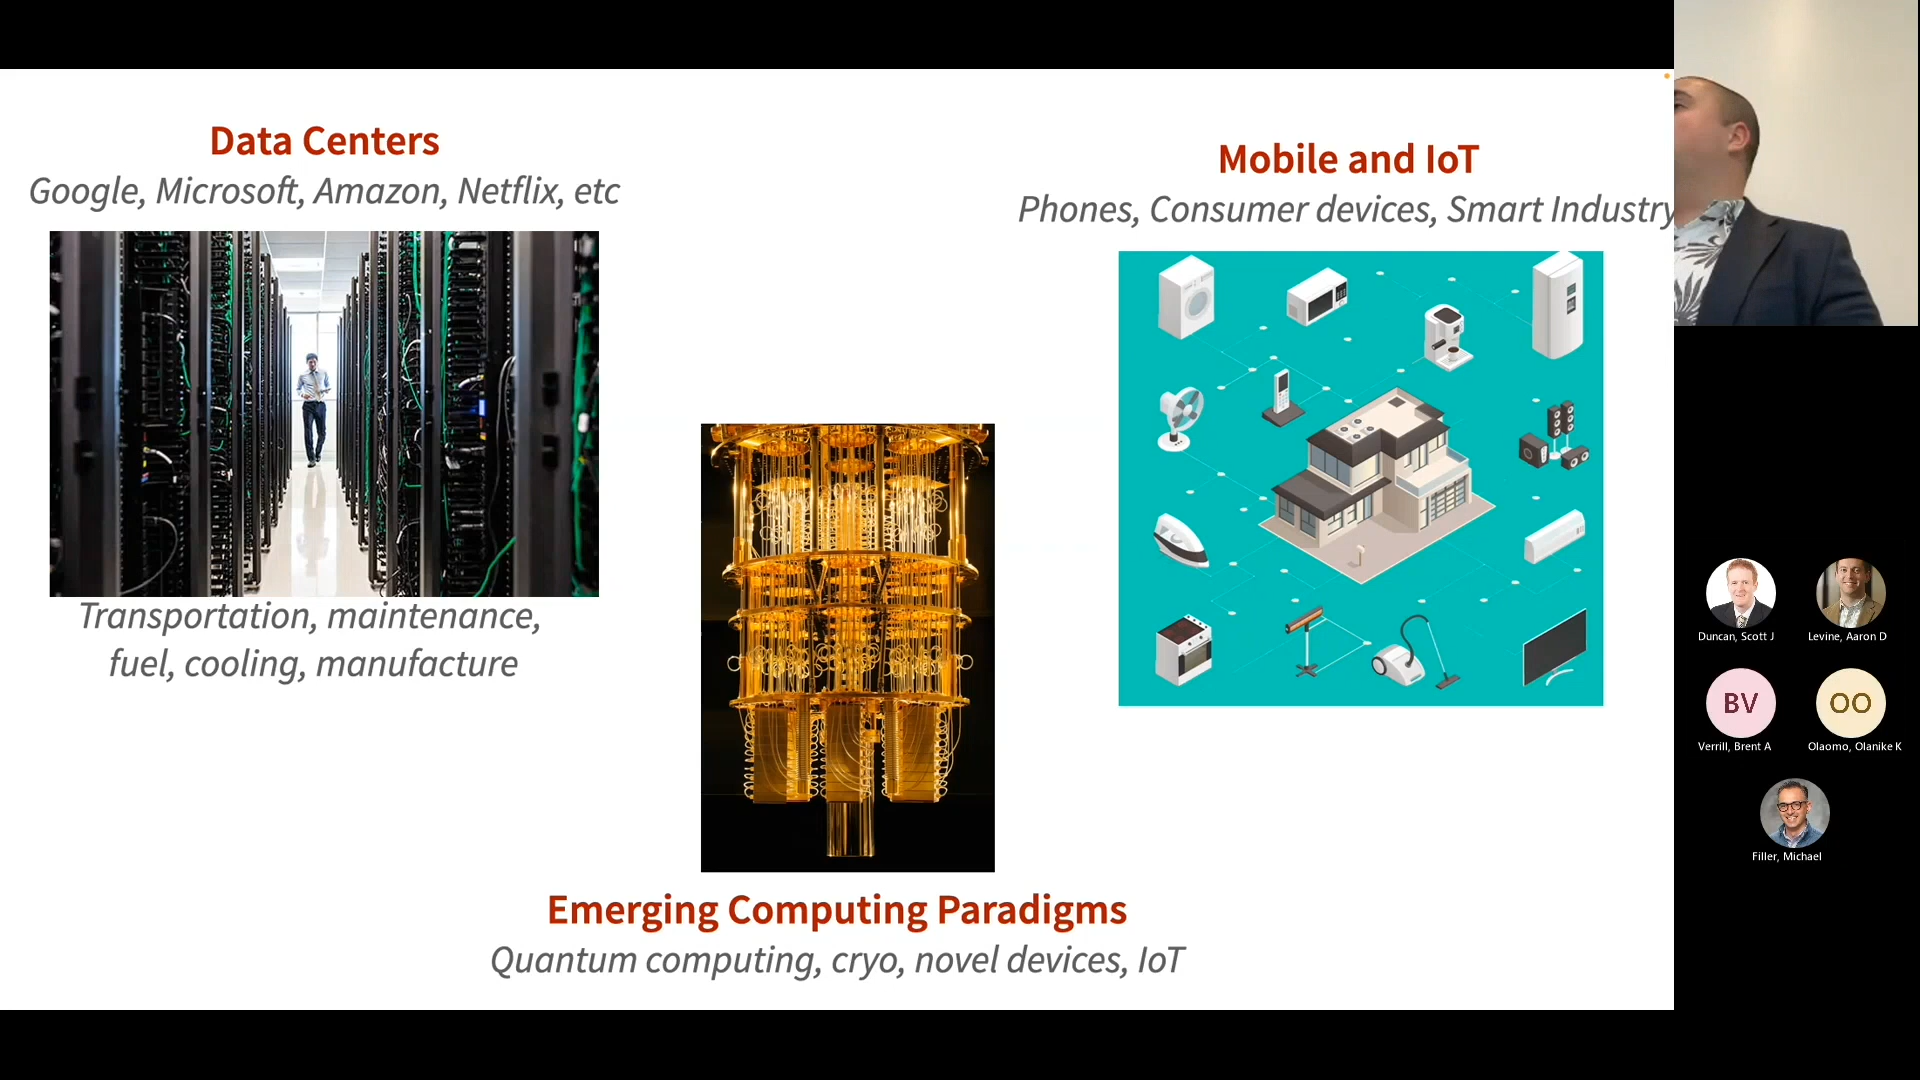 Data Centers
Google, Microsoft, Amazon, Netflix, etc
Transportation, maintenance,
fuel, cooling, manufacture
Mobile and IoT
Phones, Consumer devices, Smart Industry
Emerging Computing Paradigms
Quantum computing, cryo, novel devices, IoT
Duncan, Scott J
Levine, Aaron D
BV
OO
Verrill, Brent A
Olaomo, Olanike K
Filler, Michael